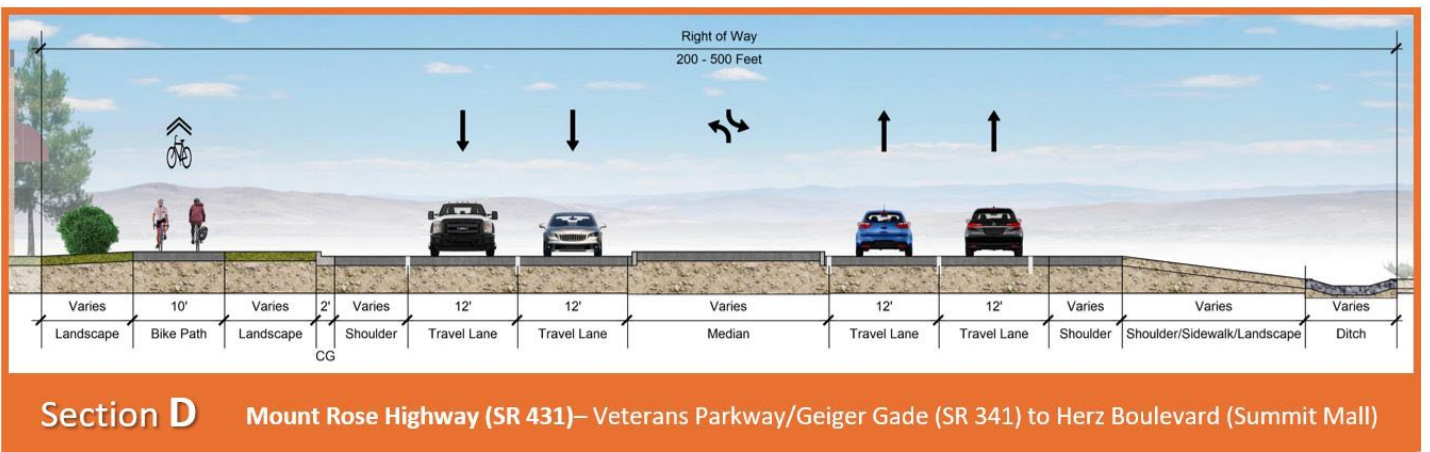 Right of Way
200 - 500 Feet
Varies 10' Varies 2' Varies 12' 12' Varies 12' 12' Varies Varies Varies
Landscape Bike Path Landscape Shoulder Travel Lane Travel Lane Median Travel Lane Travel Lane Shoulder Shoulder/Sidewalk/Landscape Ditch
CG
Section D Mount Rose Highway (SR 431)– Veterans Parkway/Geiger Gade (SR 341) to Herz Boulevard (Summit Mall)